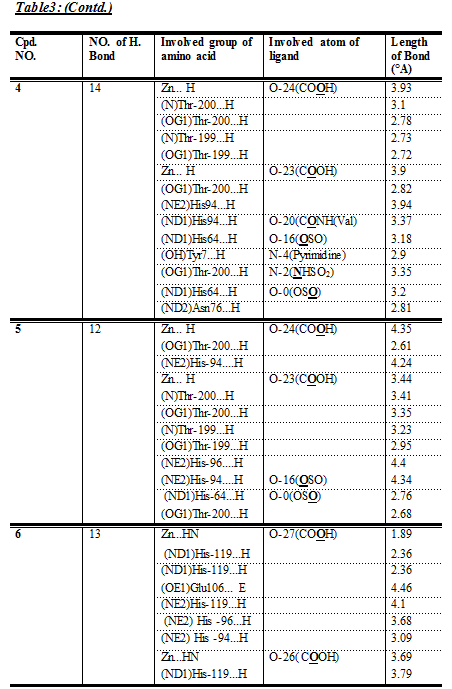 Table3: (Contd.)
Cpd. NO. NO. of H. Bond Involved group of amino acid Involved atom of ligand Length of Bond (°A)
4 14 Zn... H O-24(COOH) 3.93
(N)Thr-200...H 3.1
(OG1)Thr-200...H 2.78
(N)Thr-199...H 2.73
(OG1)Thr-199...H 2.72
Zn... H O-23(COOH) 3.9
(OG1)Thr-200...H 2.82
(NE2)His94...H 3.94
(ND1)His94...H O-20(CONH(Val) 3.37
(ND1)His64...H O-16(OSO) 3.18
(OH)Tyr7...H N-4(Pyrimidine) 2.9
(OG1)Thr-200...H N-2(NHSO₂) 3.35
(ND1)His64...H O-0(OSO) 3.2
(ND2)Asn76...H 2.81
5 12 Zn... H O-24(COOH) 4.35
(OG1)Thr-200...H 2.61
(NE2)His-94....H 4.24
Zn... H O-23(COOH) 3.44
(N)Thr-200...H 3.41
(OG1)Thr-200...H 3.35
(N)Thr-199...H 3.23
(OG1)Thr-199...H 2.95
(NE2)His-96....H 4.4
(NE2)His-94....H O-16(OSO) 4.34
(ND1)His-64...H O-0(OSO) 2.76
(OG1)Thr-200...H 2.68
6 13 Zn...HN O-27(COOH) 1.89
(ND1)His-119...H 2.36
(ND1)His-119...H 2.36
(OE1)Glu106... E 4.46
(NE2)His-119...H 4.1
(NE2) His -96...H 3.68
(NE2) His -94...H 3.09
Zn...HN O-26( COOH) 3.69
(ND1)His-119...H 3.79